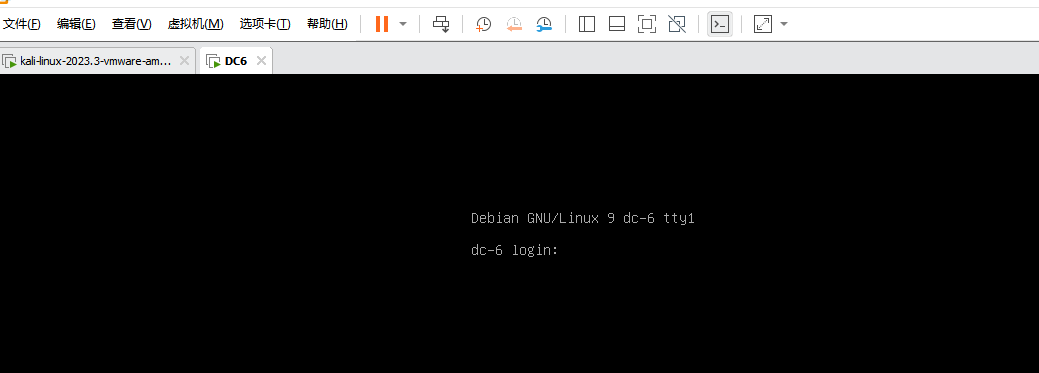 文件(F) 编辑(E) 查看(V) 虚拟机(M) 选项卡(T) 帮助(H)
kali-linux-2023.3-vmware-am... DC6
Debian GNU/Linux 9 dc-6 tty1
dc-6 login: